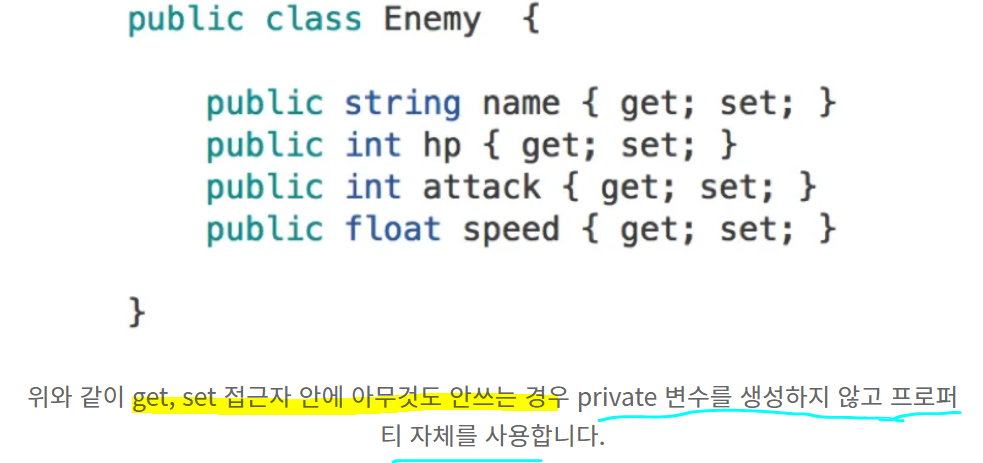 public class Enemy {
public string name { get; set; }
public int hp { get; set; }
public int attack { get; set; }
public float speed { get; set; }
}
위와 같이 get, set 접근자 안에 아무것도 안쓰는 경우 private 변수를 생성하지 않고 프로퍼
티 자체를 사용합니다.